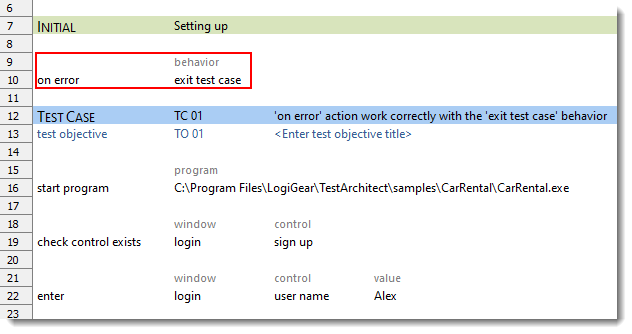 6
7 INITIAL Setting up
8
9 behavior
10 on error exit test case
11
12 TEST CASE TC 01 'on error' action work correctly with the 'exit test case' behavior
13 test objective TO 01 <Enter test objective title>
14
15 program
16 start program C:\Program Files\LogiGear\TestArchitect\samples\CarRental\CarRental.exe
17
18 window control
19 check control exists login sign up
20
21 window control value
22 enter login user name Alex
23